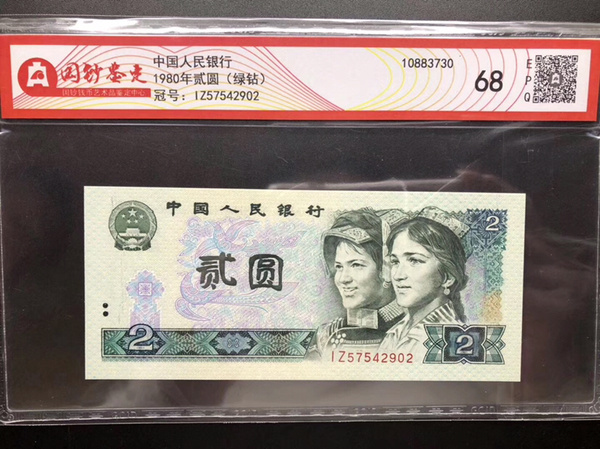 国钞鉴定
国钞钱币艺术品鉴定中心
中国人民银行
1980年贰圆（绿钻）
冠号：IZ57542902
10883730
68
E
P
Q
中国人民银行
2
贰圆
2
IZ57542902
2